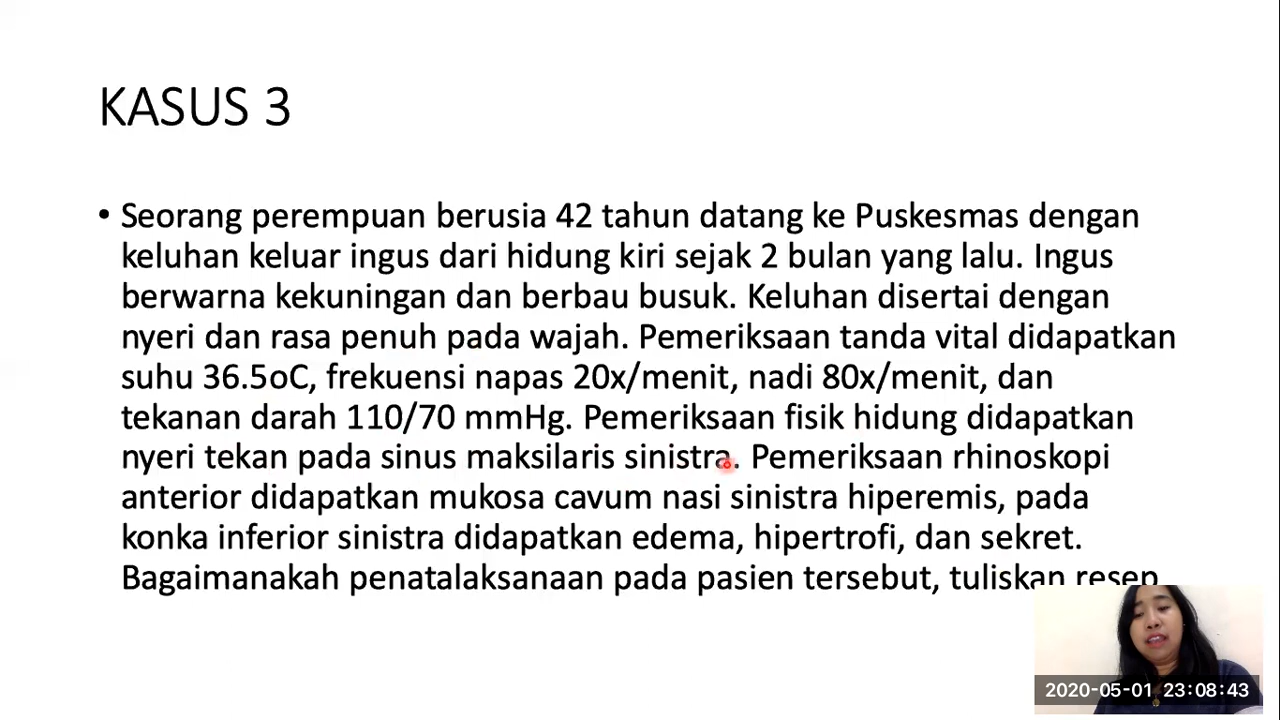 KASUS 3
• Seorang perempuan berusia 42 tahun datang ke Puskesmas dengan
keluhan keluar ingus dari hidung kiri sejak 2 bulan yang lalu. Ingus
berwarna kekuningan dan berbau busuk. Keluhan disertai dengan
nyeri dan rasa penuh pada wajah. Pemeriksaan tanda vital didapatkan
suhu 36.5oC, frekuensi napas 20x/menit, nadi 80x/menit, dan
tekanan darah 110/70 mmHg. Pemeriksaan fisik hidung didapatkan
nyeri tekan pada sinus maksilaris sinistra. Pemeriksaan rhinoskopi
anterior didapatkan mukosa cavum nasi sinistra hiperemis, pada
konka inferior sinistra didapatkan edema, hipertrofi, dan sekret.
Bagaimanakah penatalaksanaan pada pasien tersebut, tuliskan resep
2020-05-01 23:08:43